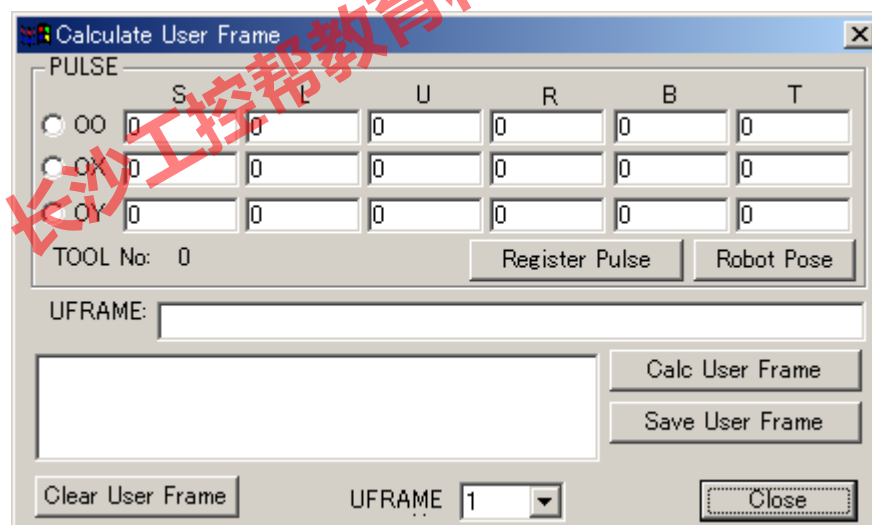 Calculate User Frame
PULSE
S L U R B T
OO 0 0 0 0 0 0
OX 0 0 0 0 0 0
OY 0 0 0 0 0 0
TOOL No: 0
Register Pulse Robot Pose
UFRAME:
Calc User Frame
Save User Frame
Clear User Frame UFRAME 1 Close
长沙工控帮教育